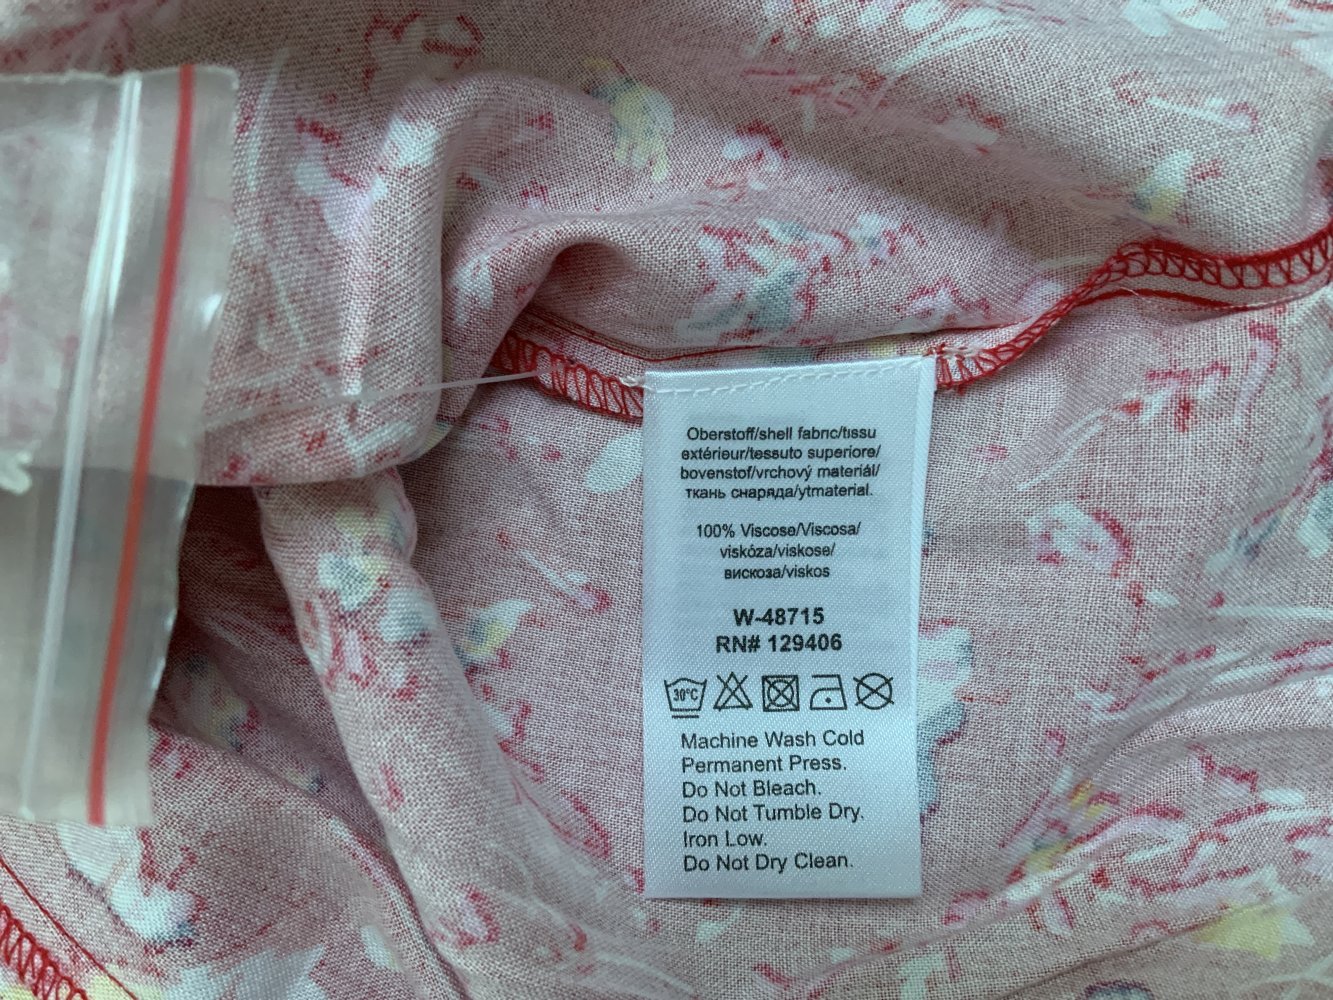 Oberstoff/shell fabric/tissu
extérieur/tessuto superiore/
bovenstof/vrchový materiál/
ткань снаряда/ytmaterial.
100% Viscose/Viscosa/
viskóza/viskose/
вискоза/viskos
W-48715
RN# 129406
30°C
Machine Wash Cold
Permanent Press.
Do Not Bleach.
Do Not Tumble Dry.
Iron Low.
Do Not Dry Clean.